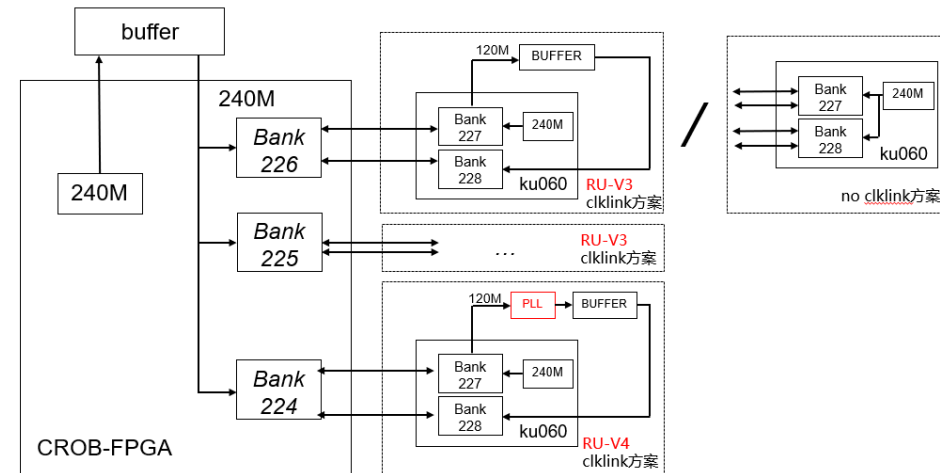 buffer
240M
240M
Bank
226
Bank
225
Bank
224
CROB-FPGA
120M
BUFFER
Bank
227
240M
Bank
228
ku060
RU-V3
clklink方案
/
Bank
227
240M
Bank
228
ku060
no clklink方案
RU-V3
...
clklink方案
120M
PLL
BUFFER
Bank
227
240M
Bank
228
ku060
RU-V4
clklink方案